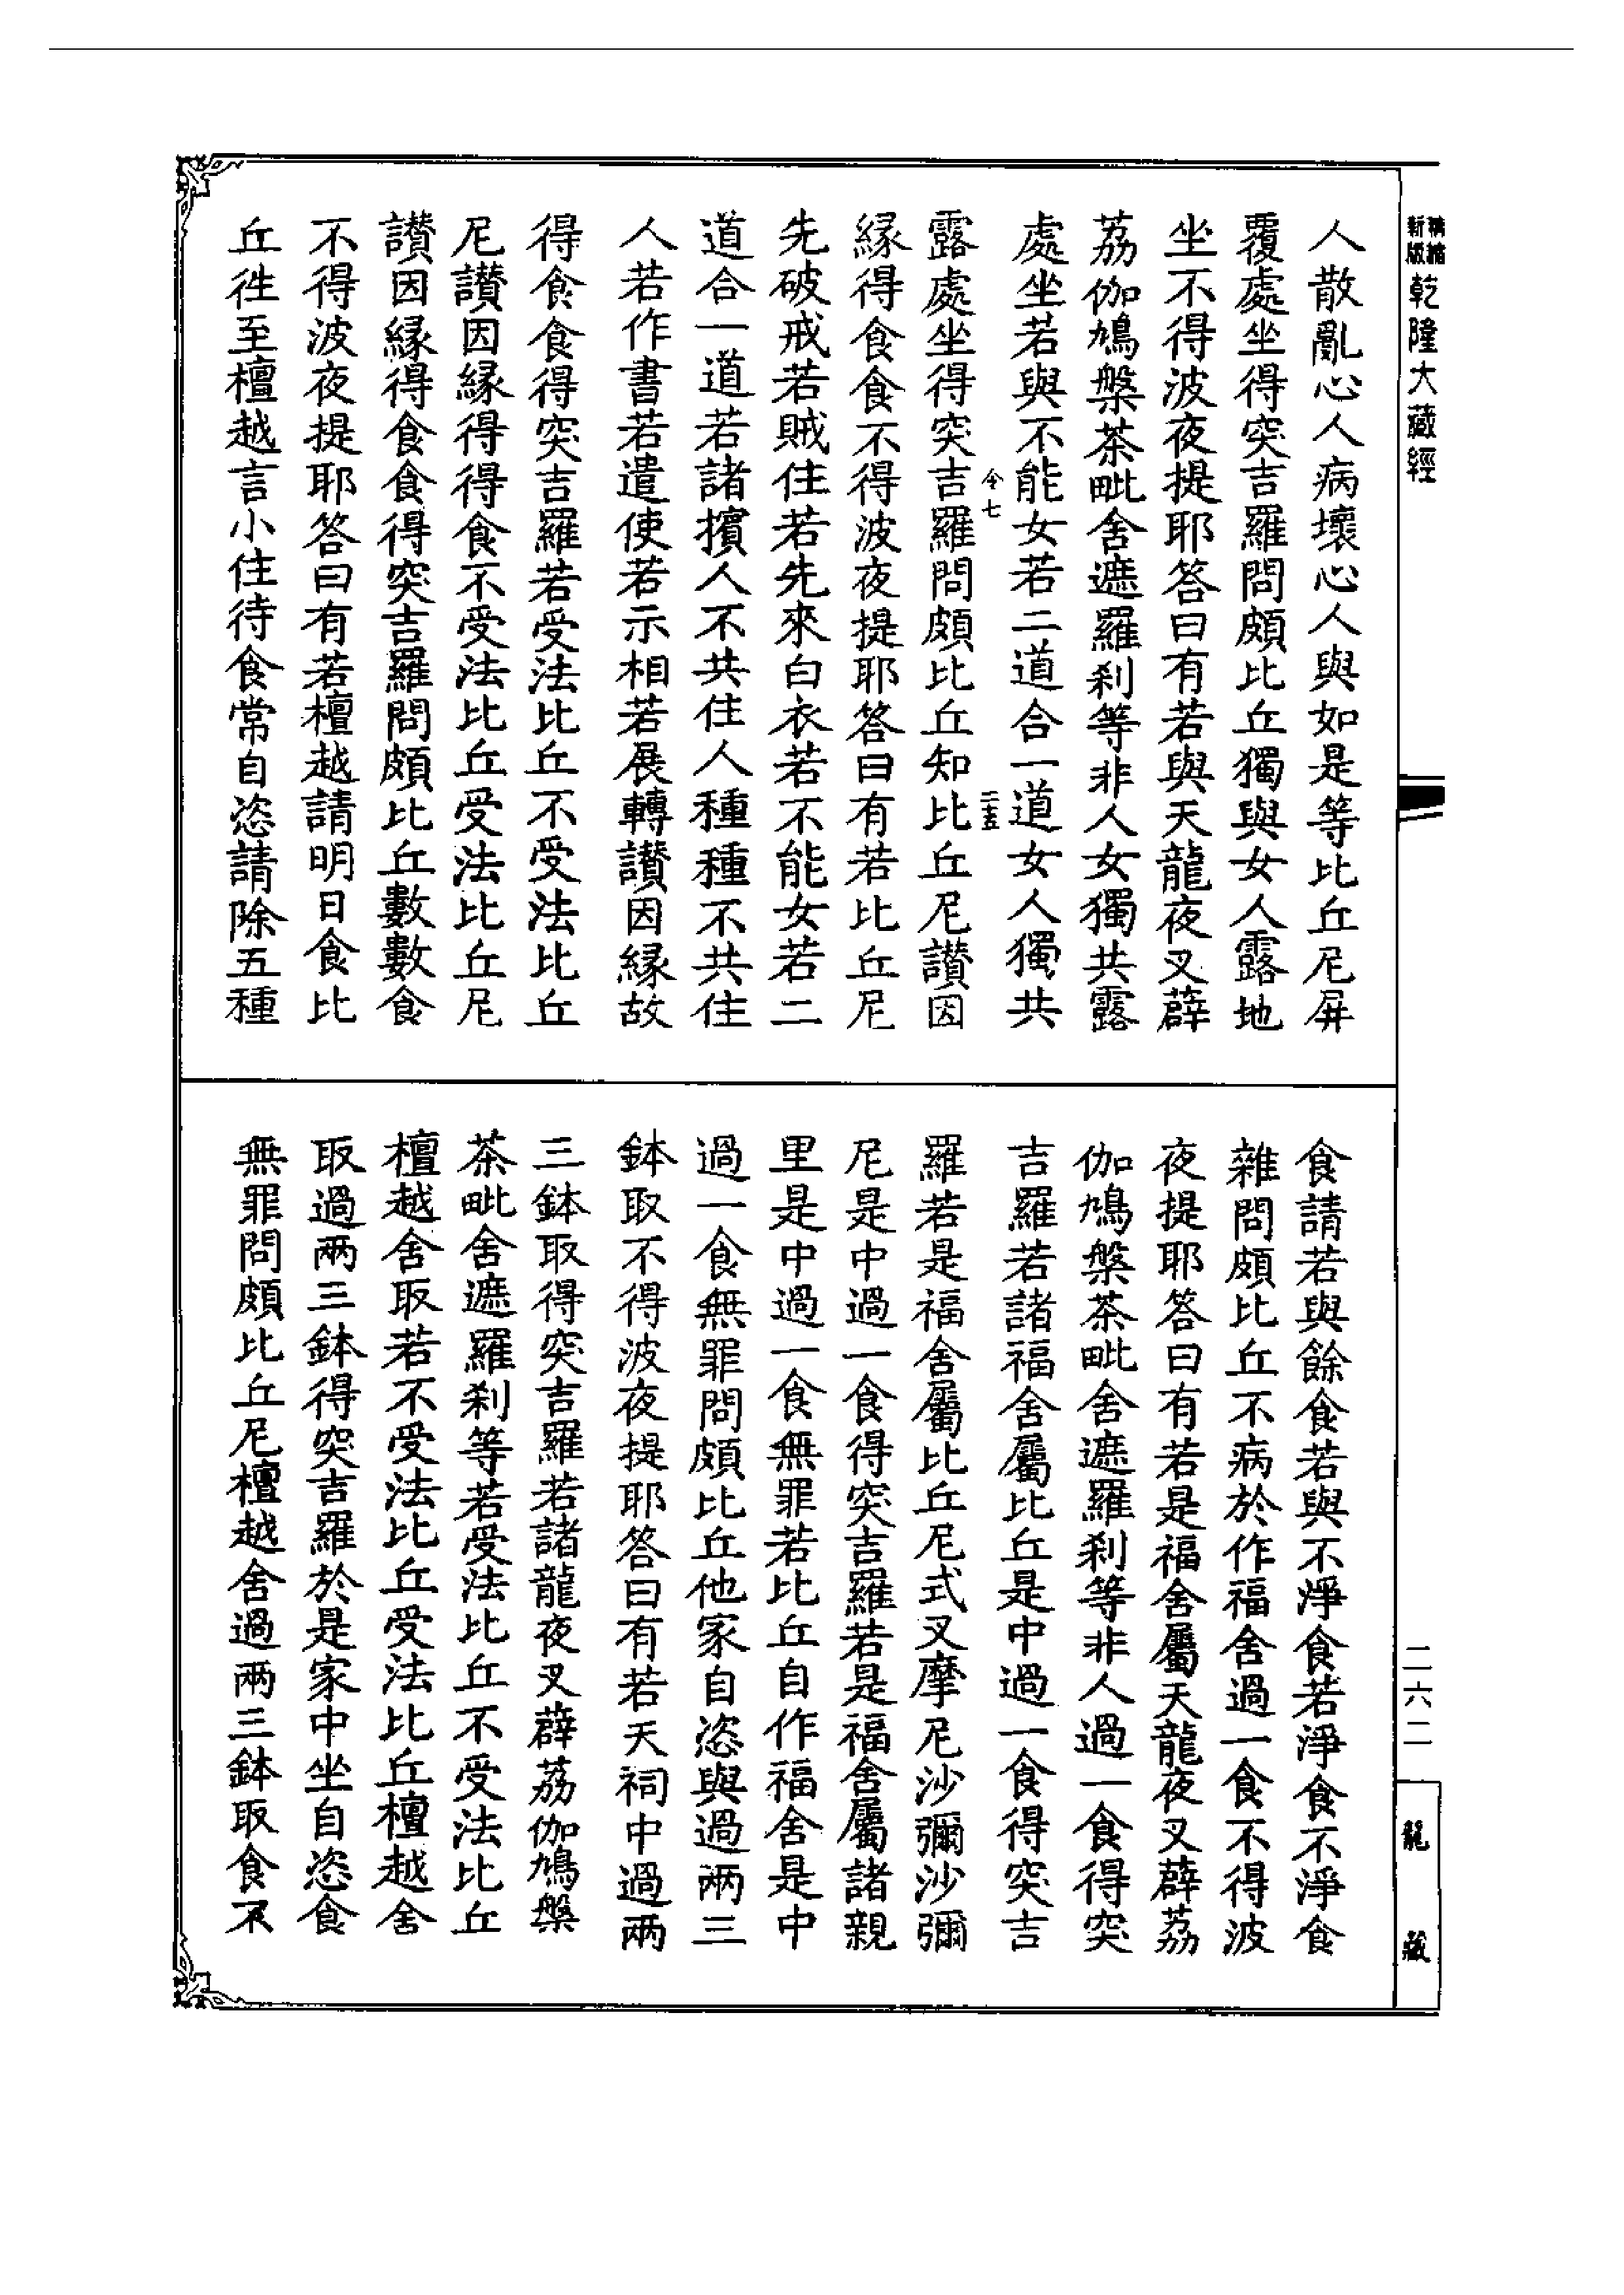 精縮新版乾隆大藏經
人散亂心人病壞心人與如是等比丘尼屏
覆處坐得突吉羅問頗比丘獨與女人露地
坐不得波夜提耶答曰有若與天龍夜叉薜
荔伽鳩槃茶毗舍遮羅剎等非人女獨共露
處坐若與不能女若二道合一道女人獨共
令七
二五
露處坐得突吉羅問頗比丘知比丘尼讃因
緣得食食不得波夜提耶答曰有若比丘尼
先破戒若賊住若先來白衣若不能女若二
道合一道若諸擯人不共住人種種不共住
人若作書若遣使若示相若展轉讃因緣故
得食食得突吉羅若受法比丘不受法比丘
尼讃因緣得得食不受法比丘受法比丘尼
讃因緣得食食得突吉羅問頗比丘數數食
不得波夜提耶答曰有若檀越請明日食比
丘徃至檀越言小住待食常自恣請除五種
食請若與餘食若與不淨食若淨食不淨食
雜問頗比丘不病於作福舍過一食不得波
夜提耶答曰有若是福舍屬天龍夜叉薜荔
伽鳩槃茶毗舍遮羅剎等非人過一食得突
吉羅若諸福舍屬比丘是中過一食得突吉
羅若是福舍屬比丘尼式叉摩尼沙彌沙彌
尼是中過一食得突吉羅若是福舍屬諸親
里是中過一食無罪若比丘自作福舍是中
過一食無罪問頗比丘他家自恣與過兩三
鉢取不得波夜提耶答曰有若天祠中過兩
三鉢取得突吉羅若諸龍夜叉薜荔伽鳩槃
茶毗舍遮羅剎等若受法比丘不受法比丘
檀越舍取若不受法比丘受法比丘檀越舍
取過兩三鉢得突吉羅於是家中坐自恣食
無罪問頗比丘尼檀越舍過兩三鉢取食不
二六二
龍藏